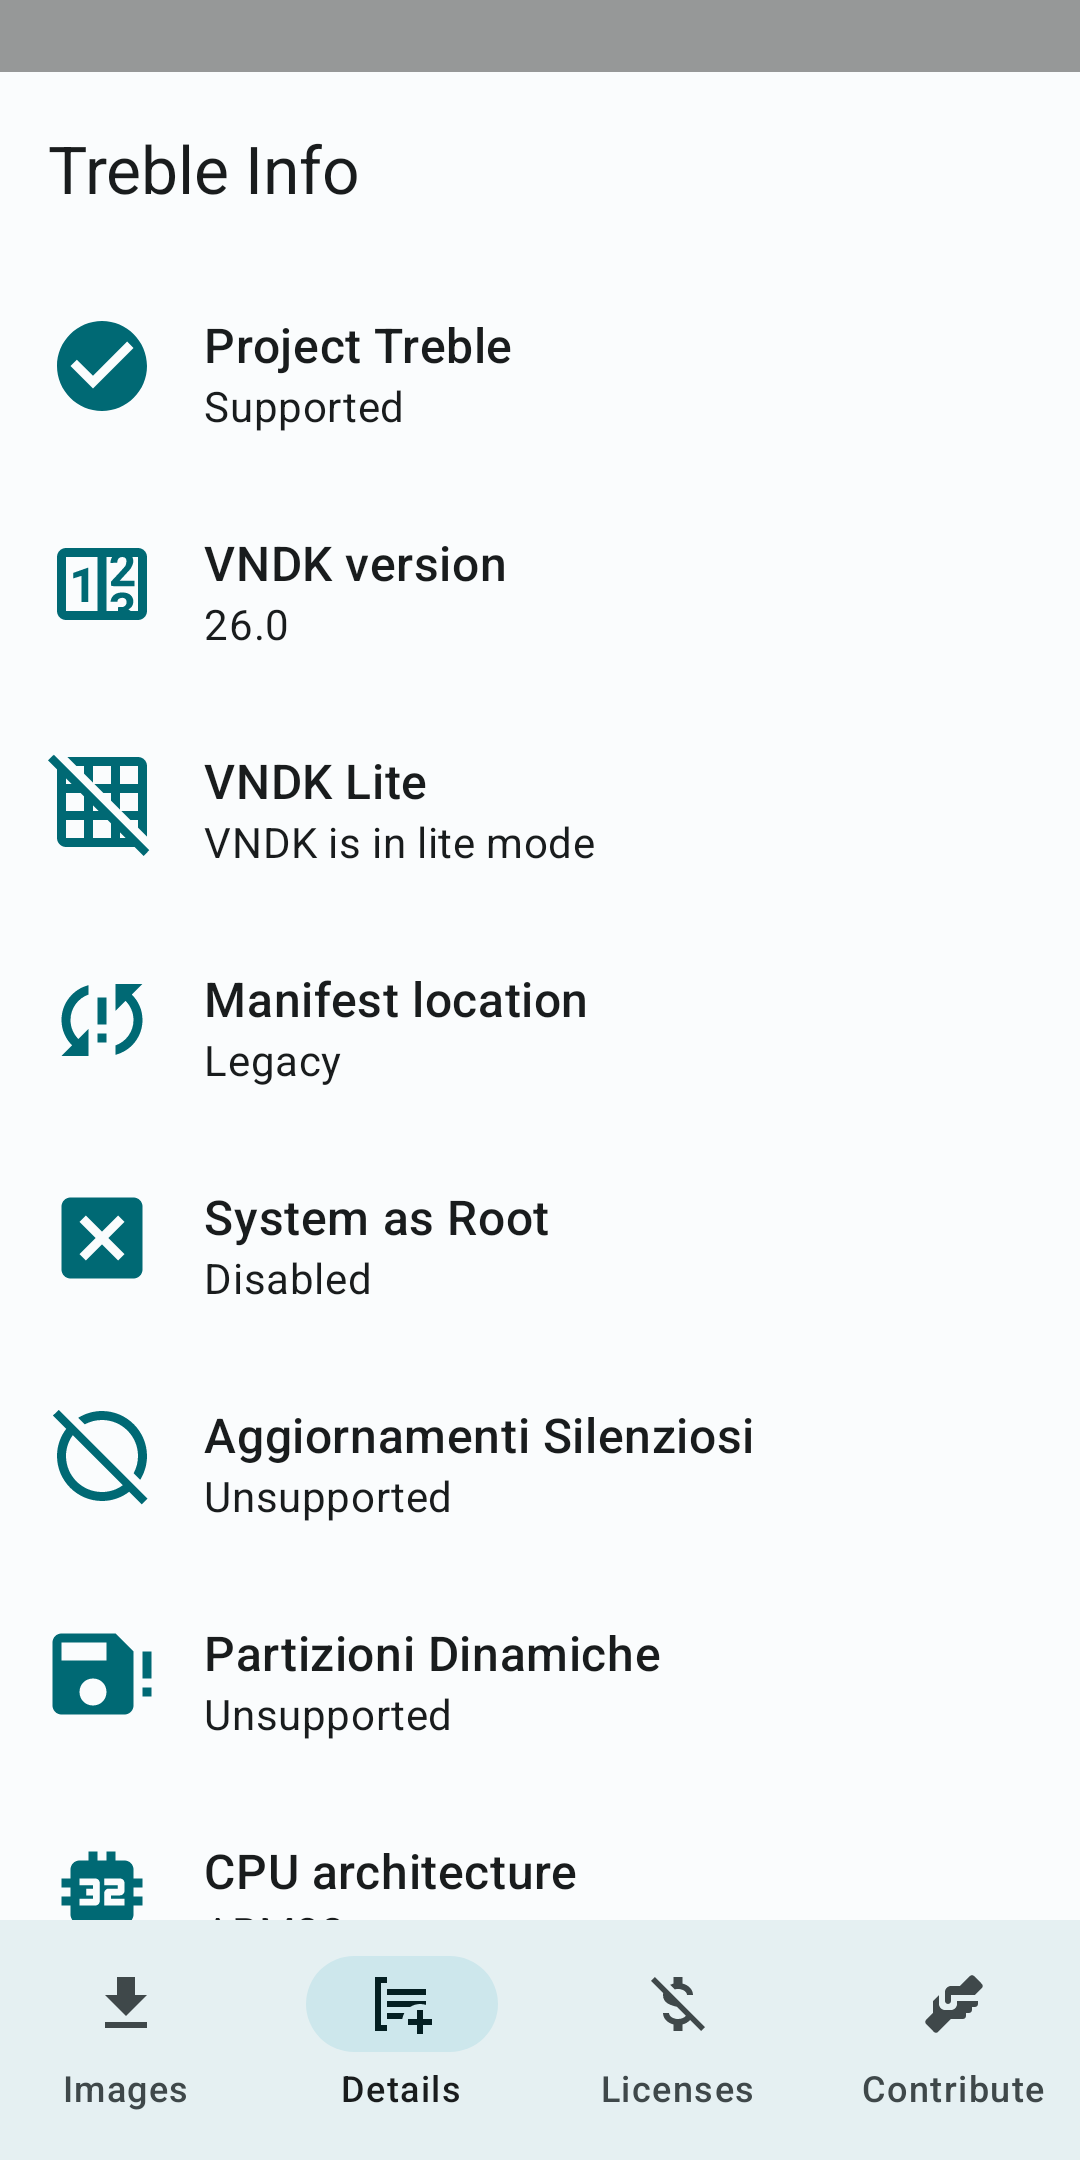 Treble Info
Project Treble
Supported
VNDK version
26.0
VNDK Lite
VNDK is in lite mode
Manifest location
Legacy
System as Root
Disabled
Aggiornamenti Silenziosi
Unsupported
Partizioni Dinamiche
Unsupported
CPU architecture
Images
Details
Licenses
Contribute